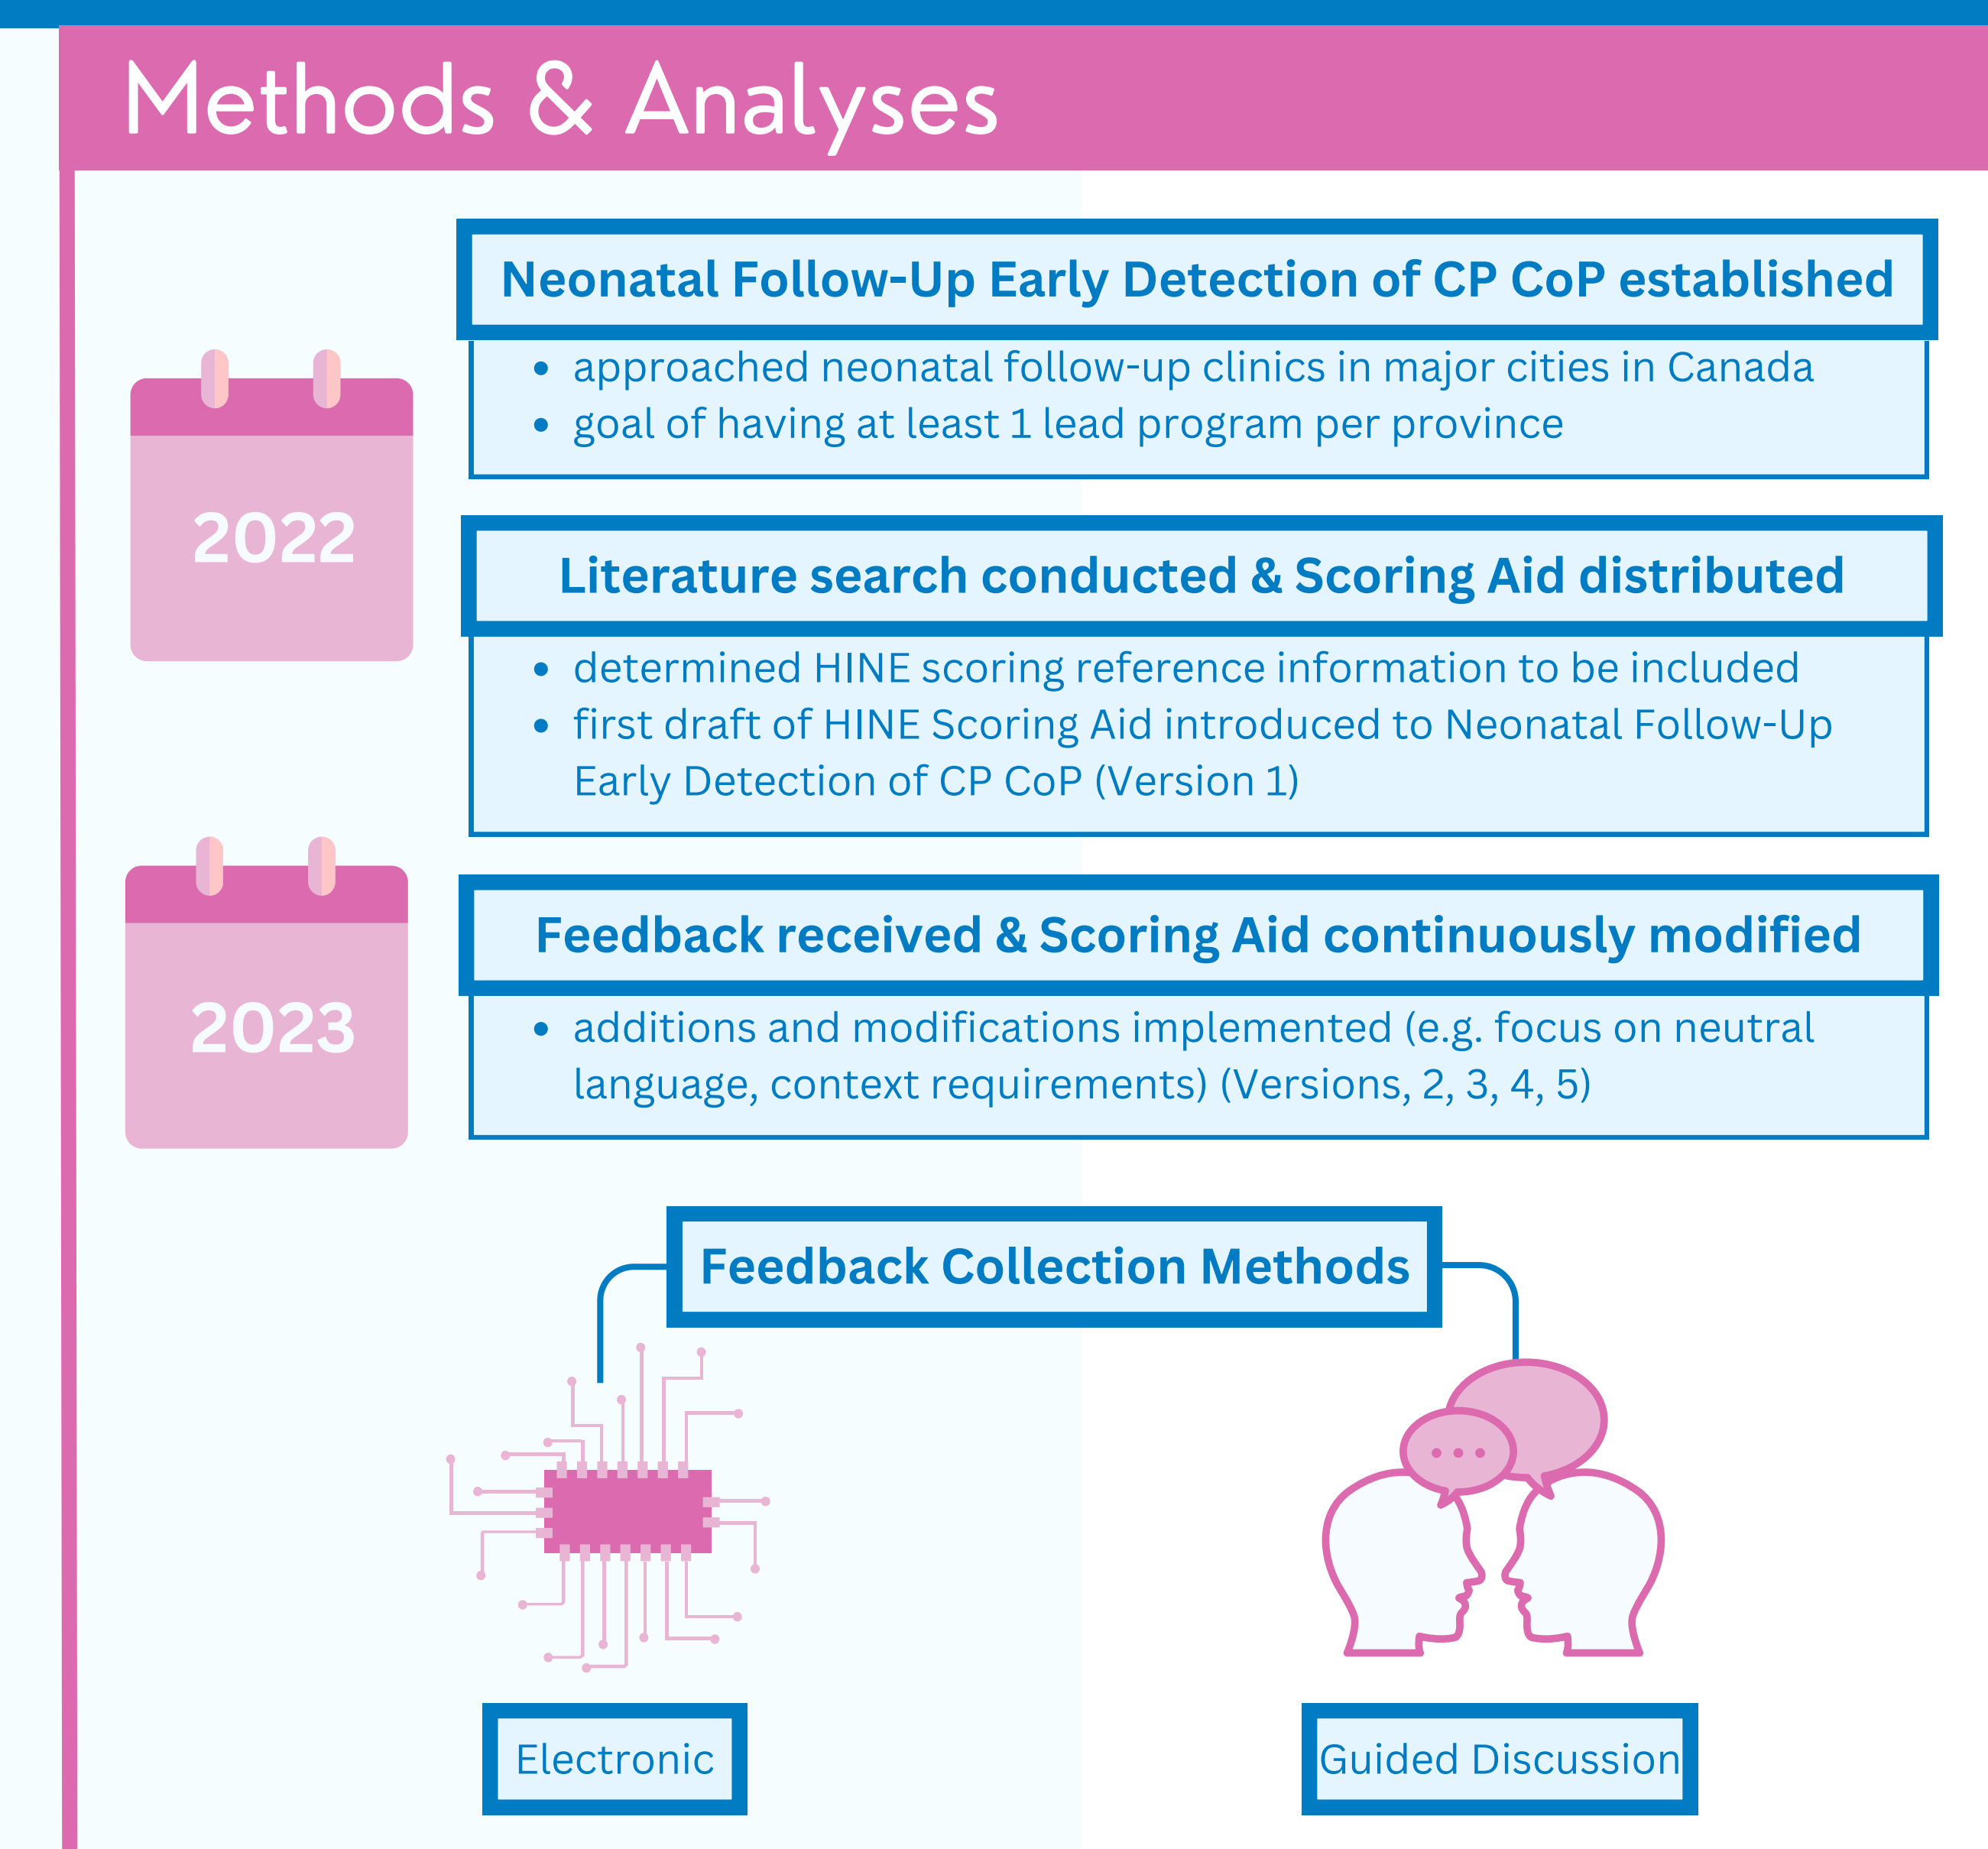 Methods & Analyses
Neonatal Follow-Up Early Detection of CP CoP established
approached neonatal follow-up clinics in major cities in Canada
goal of having at least 1 lead program per province
2022
Literature search conducted & Scoring Aid distributed
determined HINE scoring reference information to be included
first draft of HINE Scoring Aid introduced to Neonatal Follow-Up
Early Detection of CP CoP (Version 1)
Feedback received & Scoring Aid continuously modified
2023
additions and modifications implemented (e.g. focus on neutral
language, context requirements) (Versions, 2, 3, 4, 5)
Feedback Collection Methods
Electronic
Guided Discussion